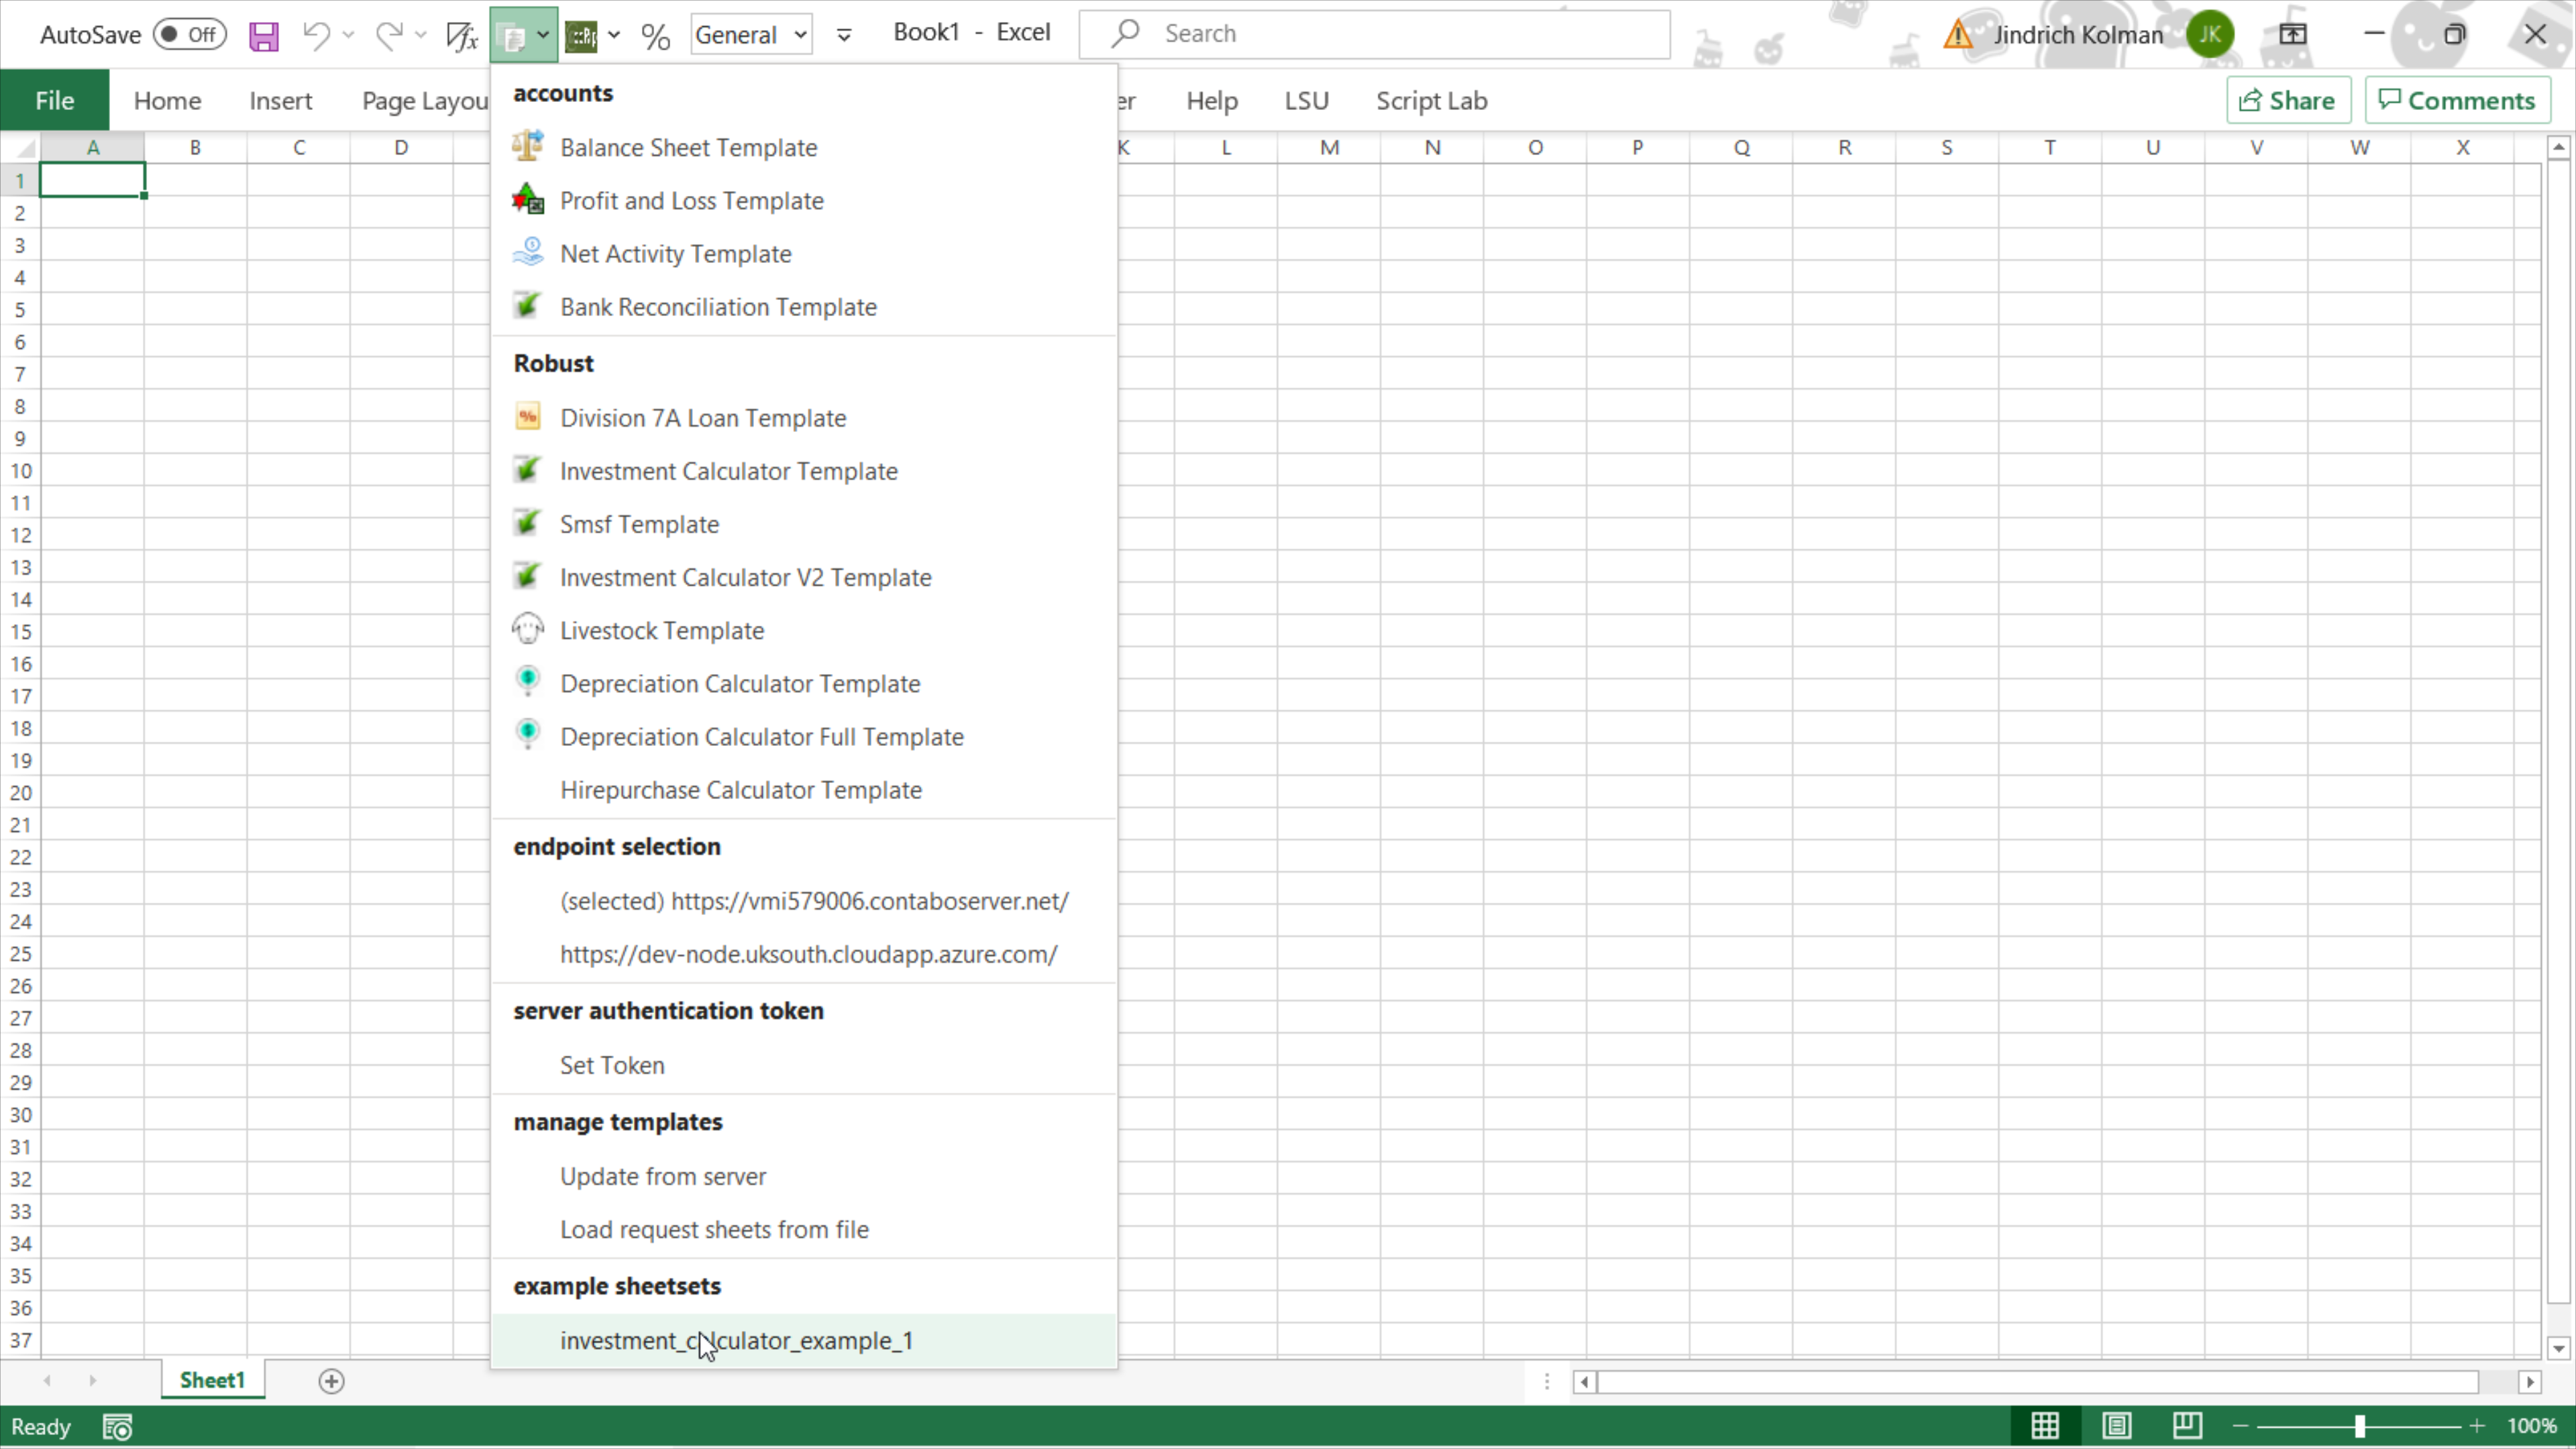 AutoSave Off fx % General Book1 - Excel Search Jindrich Kolman JK
File Home Insert Page Layou er Help LSU Script Lab Share Comments
A B C D K L M N O P Q R S T U V W X
accounts
Balance Sheet Template
Profit and Loss Template
Net Activity Template
Bank Reconciliation Template
Robust
% Division 7A Loan Template
Investment Calculator Template
Smsf Template
Investment Calculator V2 Template
Livestock Template
Depreciation Calculator Template
Depreciation Calculator Full Template
Hirepurchase Calculator Template
endpoint selection
(selected) https://vmi579006.contaboserver.net/
https://dev-node.uksouth.cloudapp.azure.com/
server authentication token
Set Token
manage templates
Update from server
Load request sheets from file
example sheetsets
investment_calculator_example_1
1
2
3
4
5
6
7
8
9
10
11
12
13
14
15
16
17
18
19
20
21
22
23
24
25
26
27
28
29
30
31
32
33
34
35
36
37
Sheet1
Ready 100%